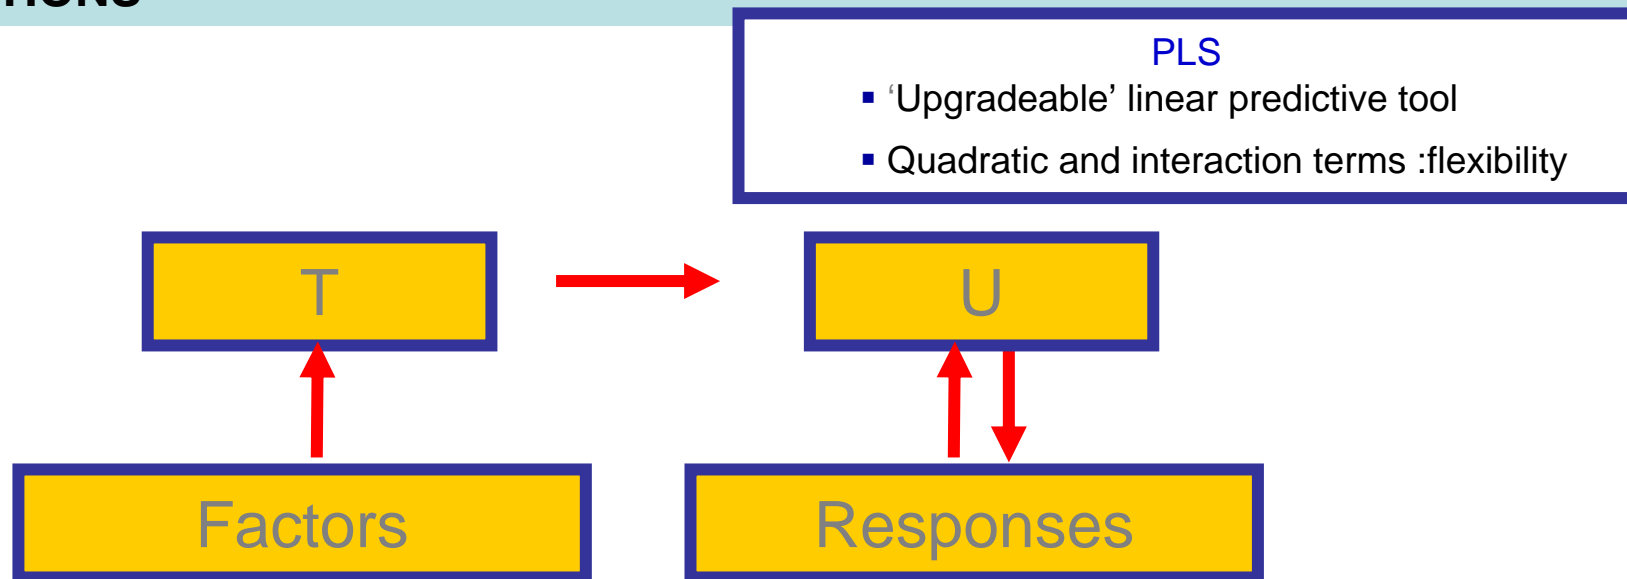 PLS
▪ ‘Upgradeable’ linear predictive tool
▪ Quadratic and interaction terms :flexibility
T
U
Factors
Responses